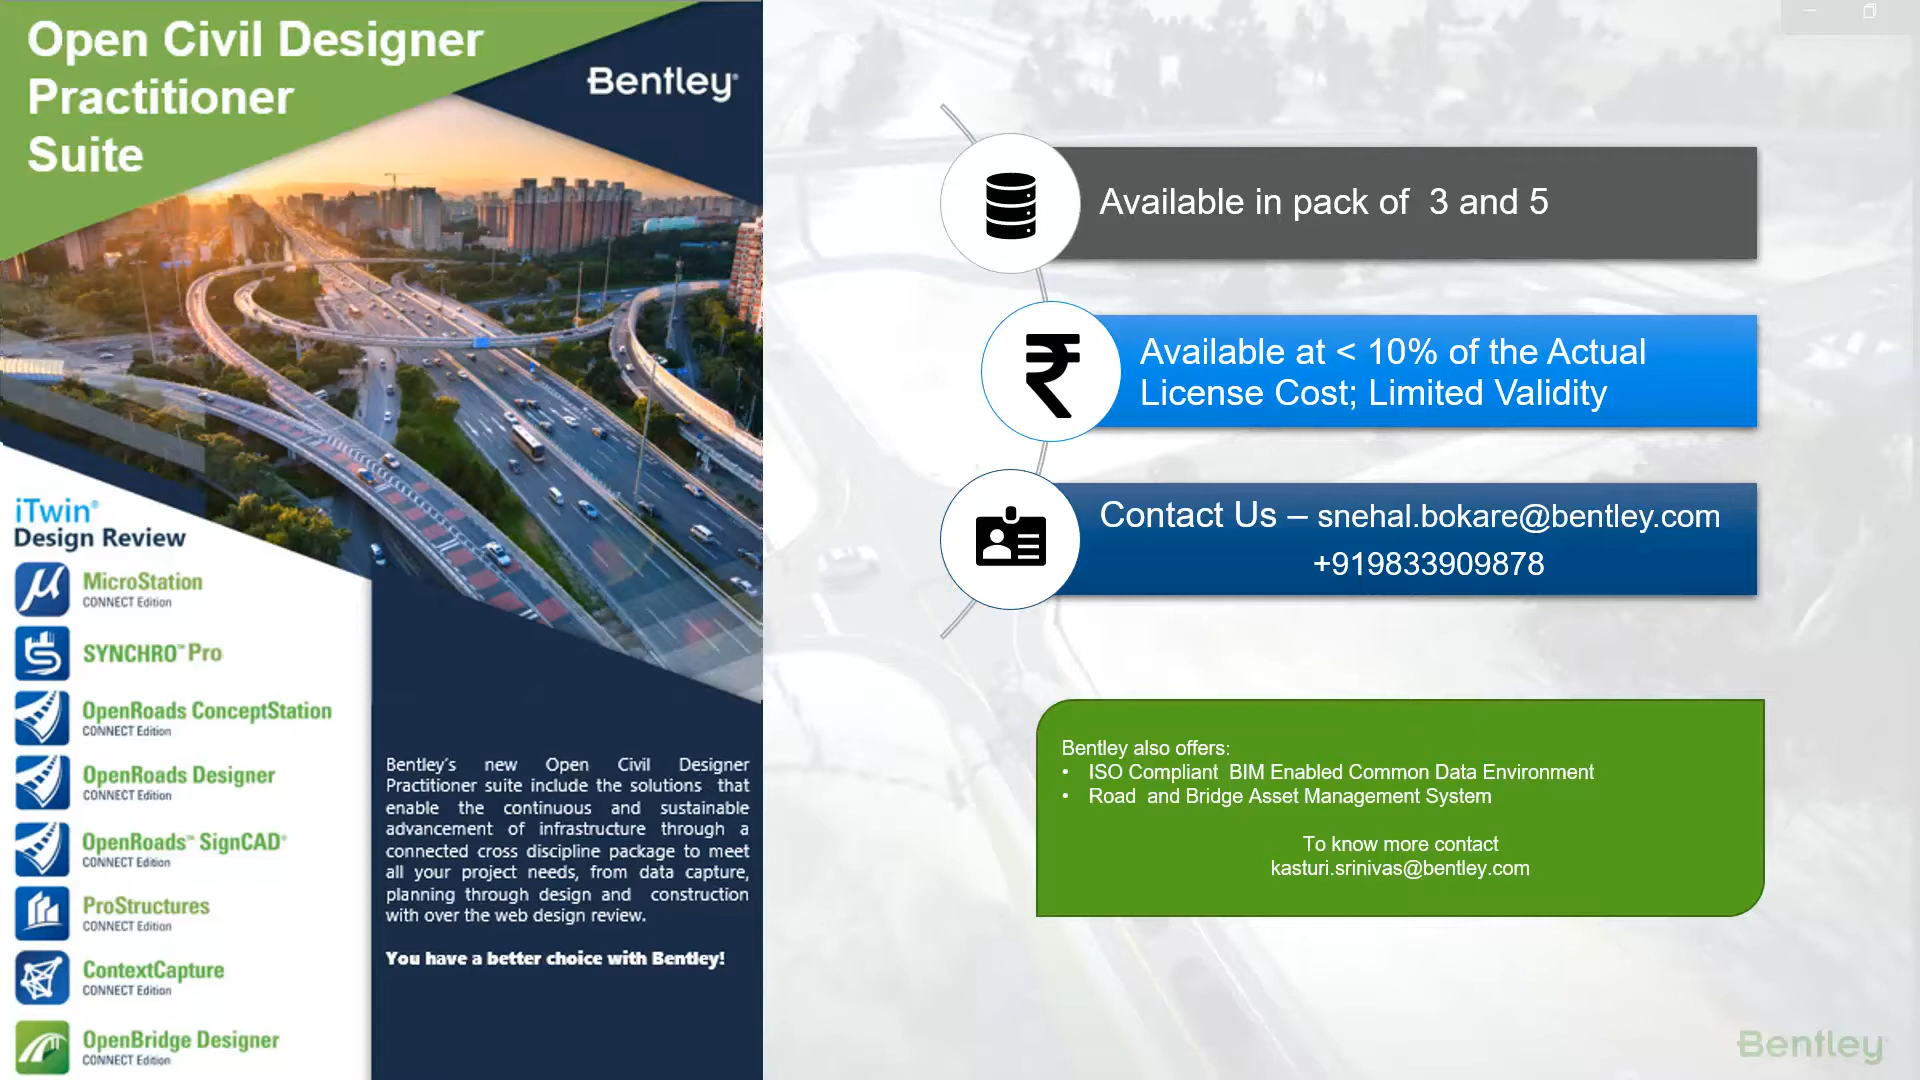 Open Civil Designer
Practitioner
Suite
Bentley®
iTwin®
Design Review
MicroStation
CONNECT Edition
SYNCHRO™ Pro
OpenRoads ConceptStation
CONNECT Edition
OpenRoads Designer
CONNECT Edition
OpenRoads™ SignCAD®
CONNECT Edition
ProStructures
CONNECT Edition
ContextCapture
CONNECT Edition
OpenBridge Designer
CONNECT Edition
Bentley's new Open Civil Designer
Practitioner suite include the solutions that
enable the continuous and sustainable
advancement of infrastructure through a
connected cross discipline package to meet
all your project needs, from data capture,
planning through design and construction
with over the web design review.
You have a better choice with Bentley!
Available in pack of 3 and 5
Available at < 10% of the Actual
License Cost; Limited Validity
Contact Us – snehal.bokare@bentley.com
+919833909878
Bentley also offers:
• ISO Compliant BIM Enabled Common Data Environment
• Road and Bridge Asset Management System
To know more contact
kasturi.srinivas@bentley.com
Bentley